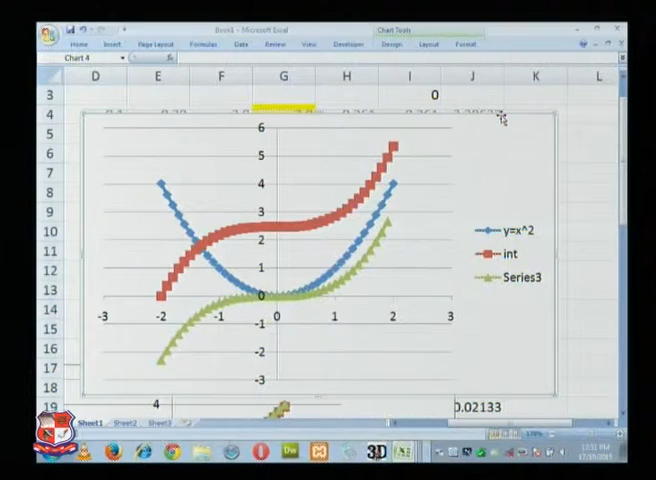 Book1 - Microsoft Excel
Chart Tools
Home Insert Page Layout Formulas Data Review View Developer Design Layout Format
Chart 4
D E F G H I J K L
3 0
4
5 6
6 5
7 4
8
9 3
10 2 y=x^2
11 1 int
12 Series3
13 0
14 -3 -2 -1 0 1 2 3
15 -1
16 -2
17
18 -3
19 4 0.02133
Sheet1 Sheet2 Sheet3
178%
Dw 3D